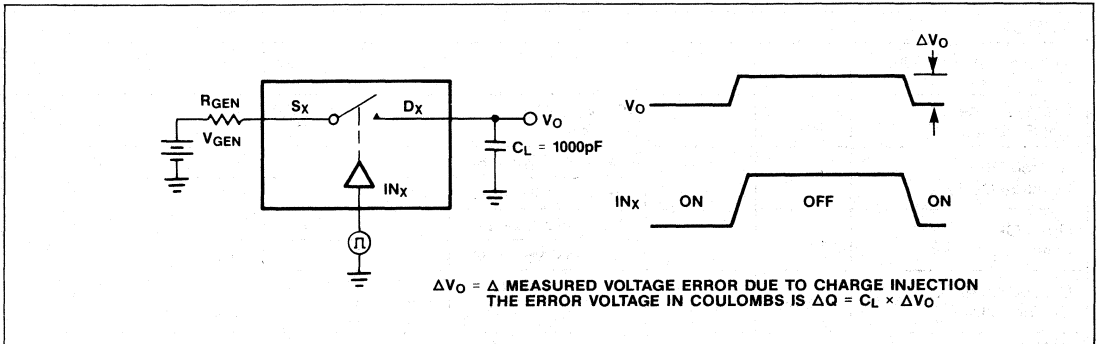 RGEN
VGEN
SX
DX
INX
VO
CL = 1000pF
ΔVO
VO
INX
ON
OFF
ON
ΔVO = Δ MEASURED VOLTAGE ERROR DUE TO CHARGE INJECTION
THE ERROR VOLTAGE IN COULOMBS IS ΔQ = CL × ΔVO